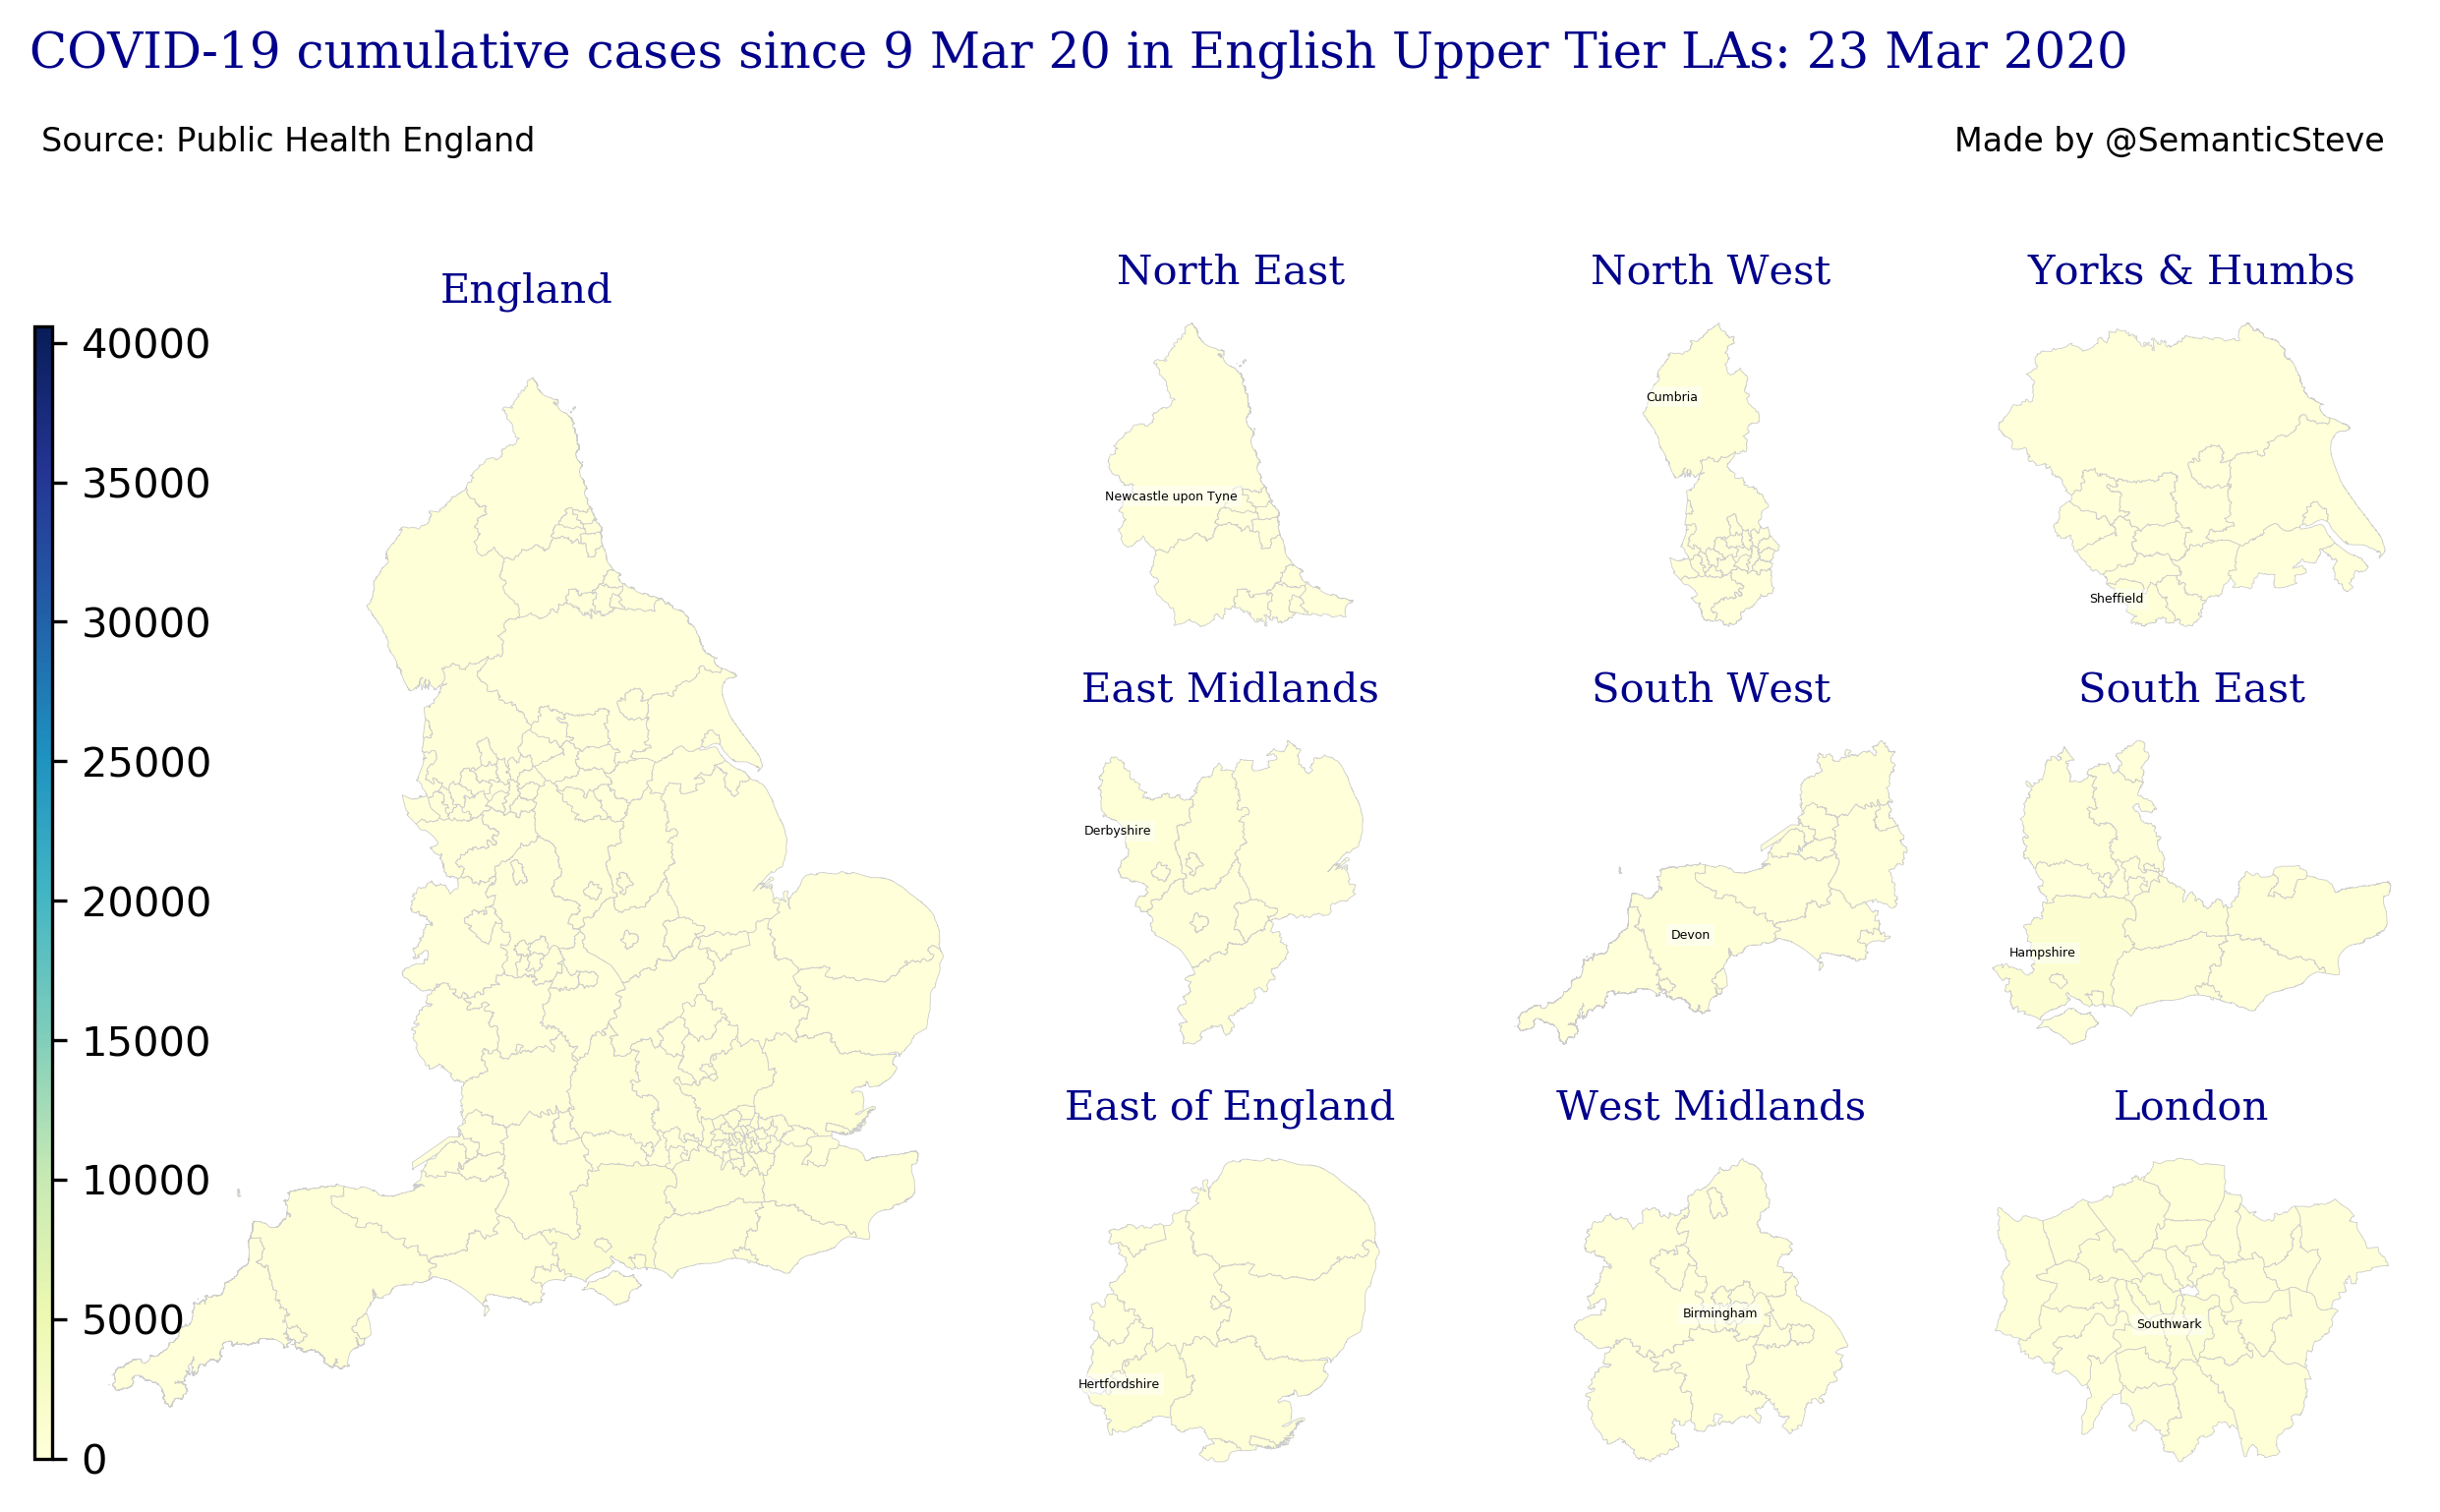 COVID-19 cumulative cases since 9 Mar 20 in English Upper Tier LAs: 23 Mar 2020
Source: Public Health England
Made by @SemanticSteve
England
40000
35000
30000
25000
20000
15000
10000
5000
0
North East
Newcastle upon Tyne
North West
Cumbria
Yorks & Humbs
Sheffield
East Midlands
Derbyshire
South West
Devon
South East
Hampshire
East of England
Hertfordshire
West Midlands
Birmingham
London
Southwark